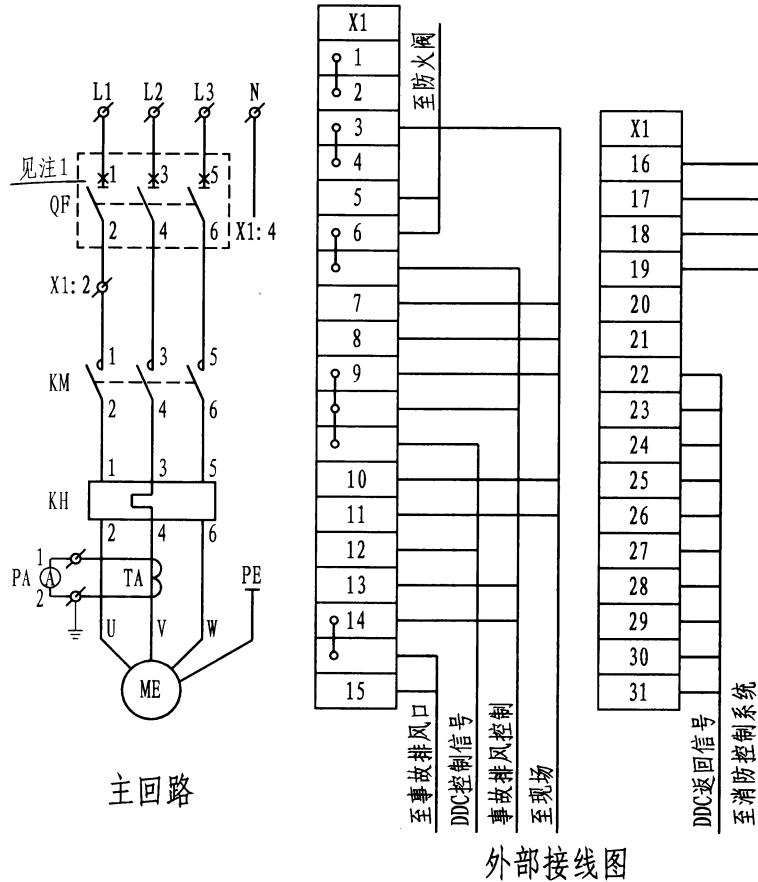 L1 L2 L3 N
见注1
1 3 5
QF
2 4 6 X1:4
X1:2
1 3 5
KM
2 4 6
1 3 5
KH
2 4 6
1
PA A TA PE
2
U V W
ME
主回路
X1
1
2
3
4
5
6
7
8
9
10
11
12
13
14
15
至防火阀
至事故排风口
DDC控制信号
事故排风控制
至现场
X1
16
17
18
19
20
21
22
23
24
25
26
27
28
29
30
31
DDC返回信号
至消防控制系统
外部接线图